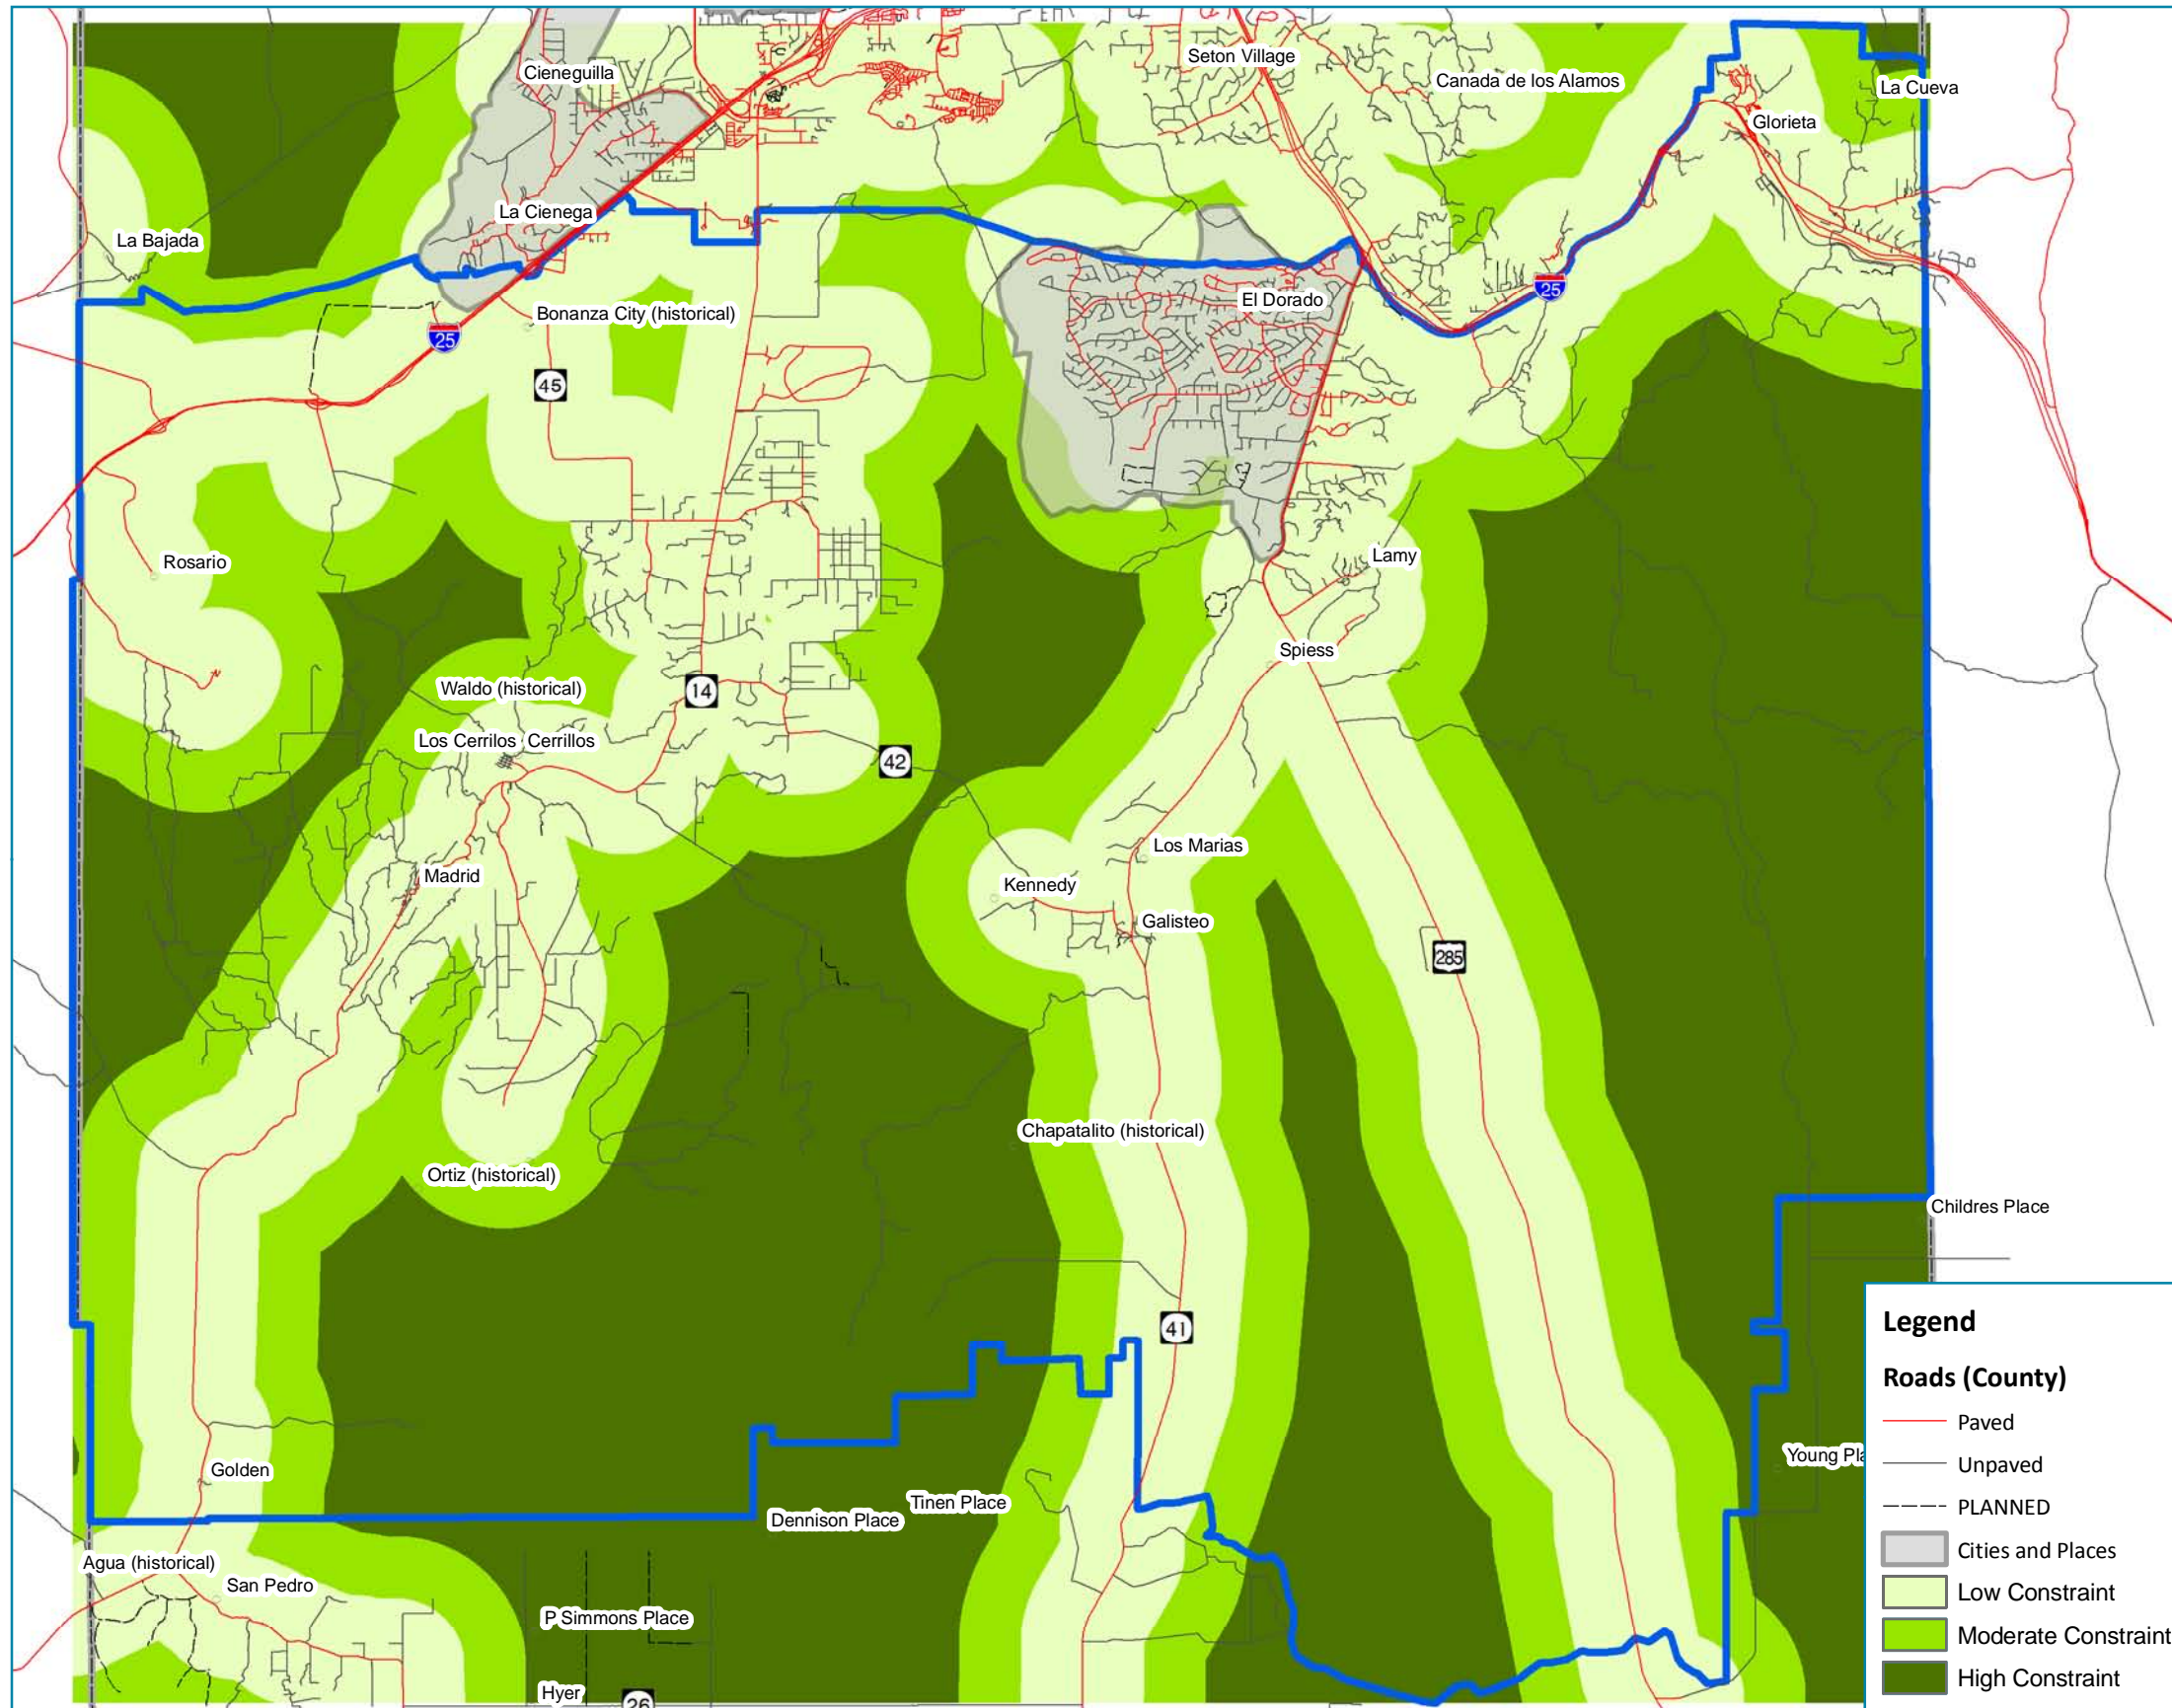 Cieneguilla
Seton Village
Canada de los Alamos
La Cueva
Glorieta
La Cienega
La Bajada
El Dorado
25
Bonanza City (historical)
25
45
Rosario
Lamy
Spiess
Waldo (historical)
14
Los Cerrilos
Cerrillos
42
Los Marias
Madrid
Kennedy
Galisteo
285
Chapatalito (historical)
Ortiz (historical)
Childres Place
41
Golden
Young Pla
Tinen Place
Dennison Place
Agua (historical)
San Pedro
P Simmons Place
Hyer
26
Legend
Roads (County)
Paved
Unpaved
PLANNED
Cities and Places
Low Constraint
Moderate Constraint
High Constraint